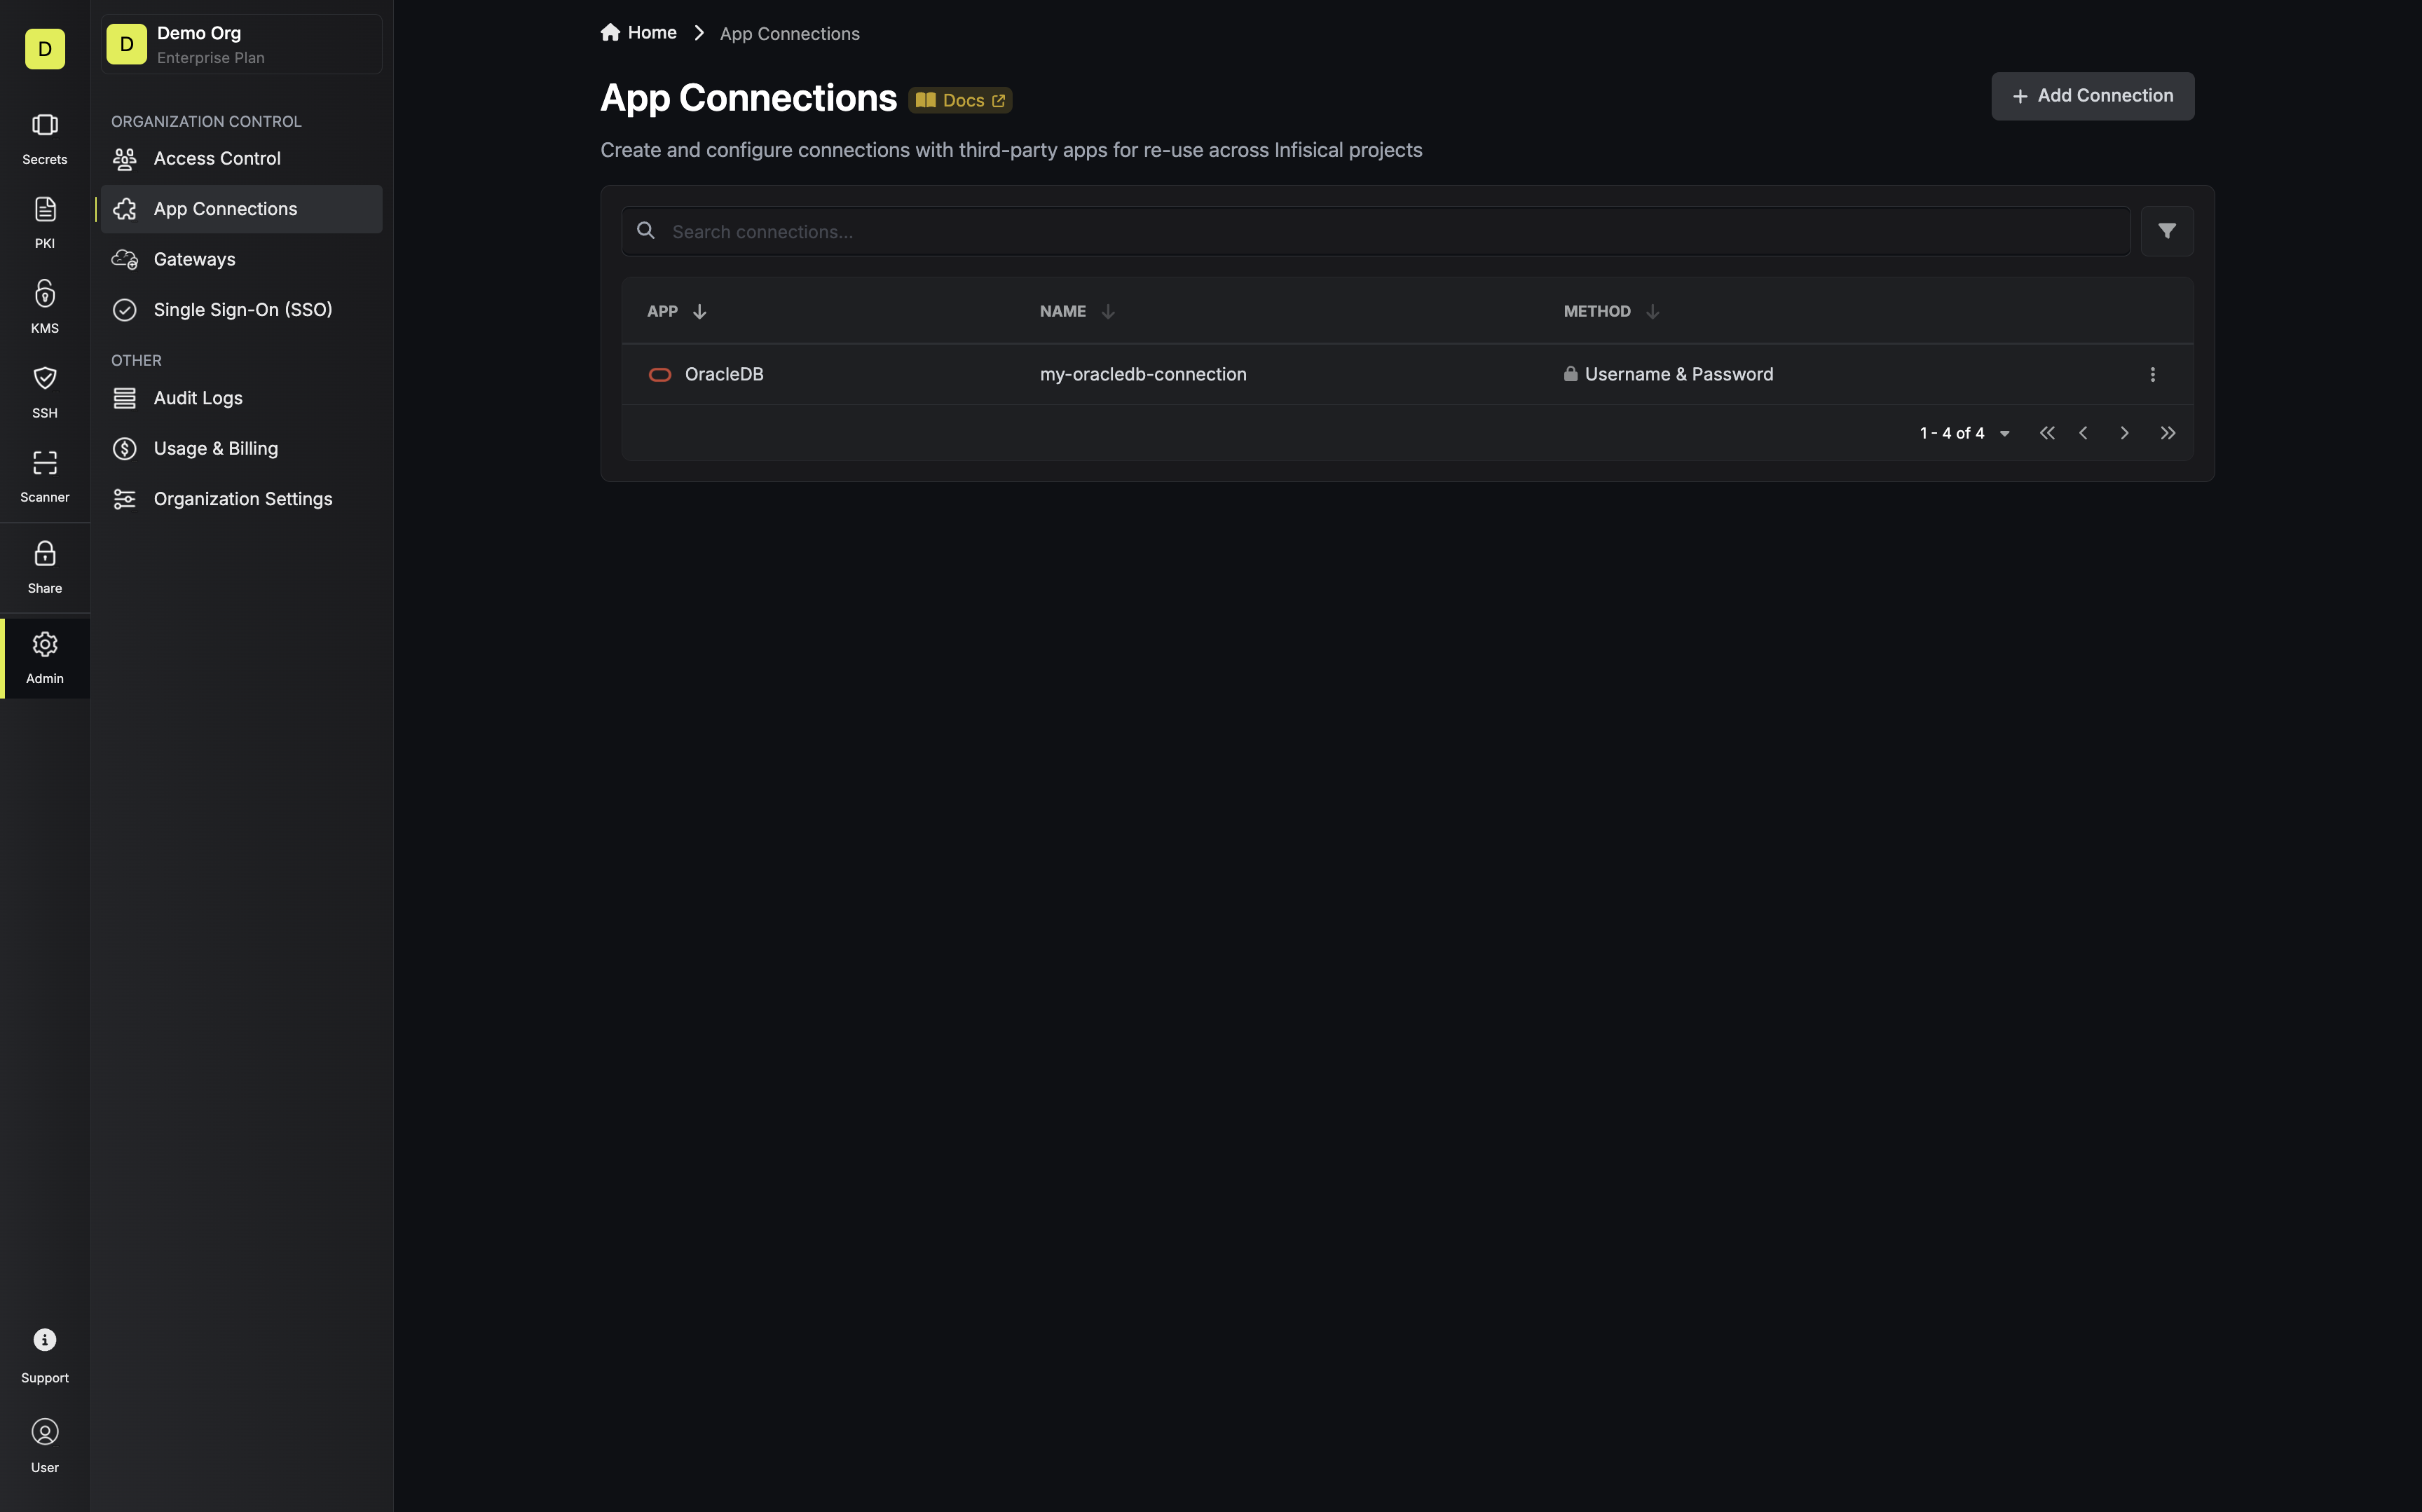 D
Secrets
PKI
KMS
SSH
Scanner
Share
Admin
Support
User
D
Demo Org
Enterprise Plan
ORGANIZATION CONTROL
Access Control
App Connections
Gateways
Single Sign-On (SSO)
OTHER
Audit Logs
Usage & Billing
Organization Settings
Home
App Connections
App Connections
Docs
Add Connection
Create and configure connections with third-party apps for re-use across Infisical projects
Search connections...
APP NAME METHOD
OracleDB my-oracledb-connection Username & Password
1 - 4 of 4